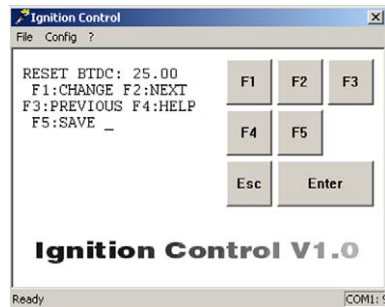 Ignition Control
File Config ?
RESET BTDC: 25.00
F1:CHANGE F2:NEXT
F3:PREVIOUS F4:HELP
F5:SAVE _
F1 F2 F3
F4 F5
Esc Enter
Ignition Control V1.0
Ready COM1: